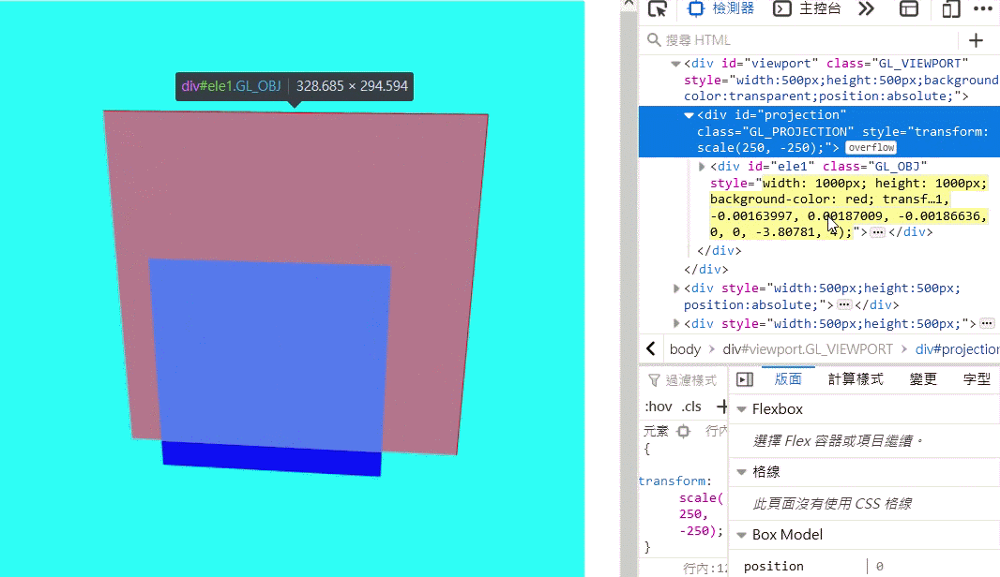 div#ele1.GL_OBJ | 328.685 × 294.594
檢測器
主控台
搜尋 HTML
<div id="viewport" class="GL_VIEWPORT"
style="width:500px;height:500px;background
color:transparent;position:absolute;">
<div id="projection"
class="GL_PROJECTION" style="transform:
scale(250, -250);"> overflow
<div id="ele1" class="GL_OBJ"
style="width: 1000px; height: 1000px;
background-color: red; transf…1,
-0.00163997, 0.00187009, -0.00186636,
0, 0, -3.80781, 4);"> … </div>
</div>
</div>
<div style="width:500px;height:500px;
position:absolute;"> … </div>
<div style="width:500px;height:500px;"> …
body > div#viewport.GL_VIEWPORT > div#projection
過濾樣式
:hov .cls +
元素 行內
{
transform:
scale(
250,
-250);
}
行內:12
版面 計算樣式 變更 字型
Flexbox
選擇 Flex 容器或項目繼續。
格線
此頁面沒有使用 CSS 格線
Box Model
position 0